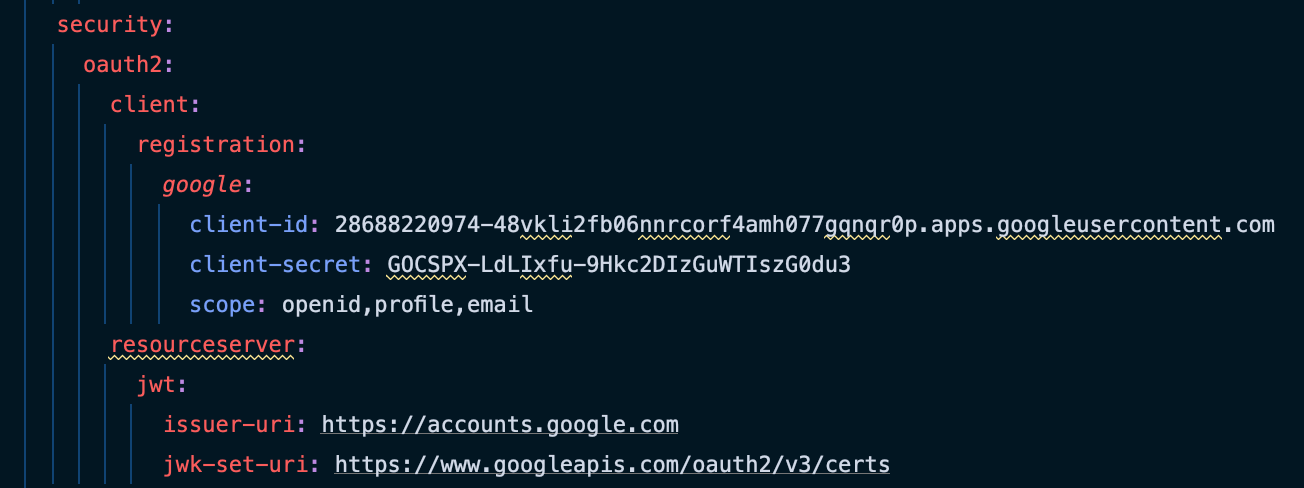 security:
oauth2:
client:
registration:
google:
client-id: 28688220974-48vkli2fb06nnrcorf4amh077gqnqr0p.apps.googleusercontent.com
client-secret: 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
scope: openid,profile,email
resourceserver:
jwt:
issuer-uri: https://accounts.google.com
jwk-set-uri: https://www.googleapis.com/oauth2/v3/certs